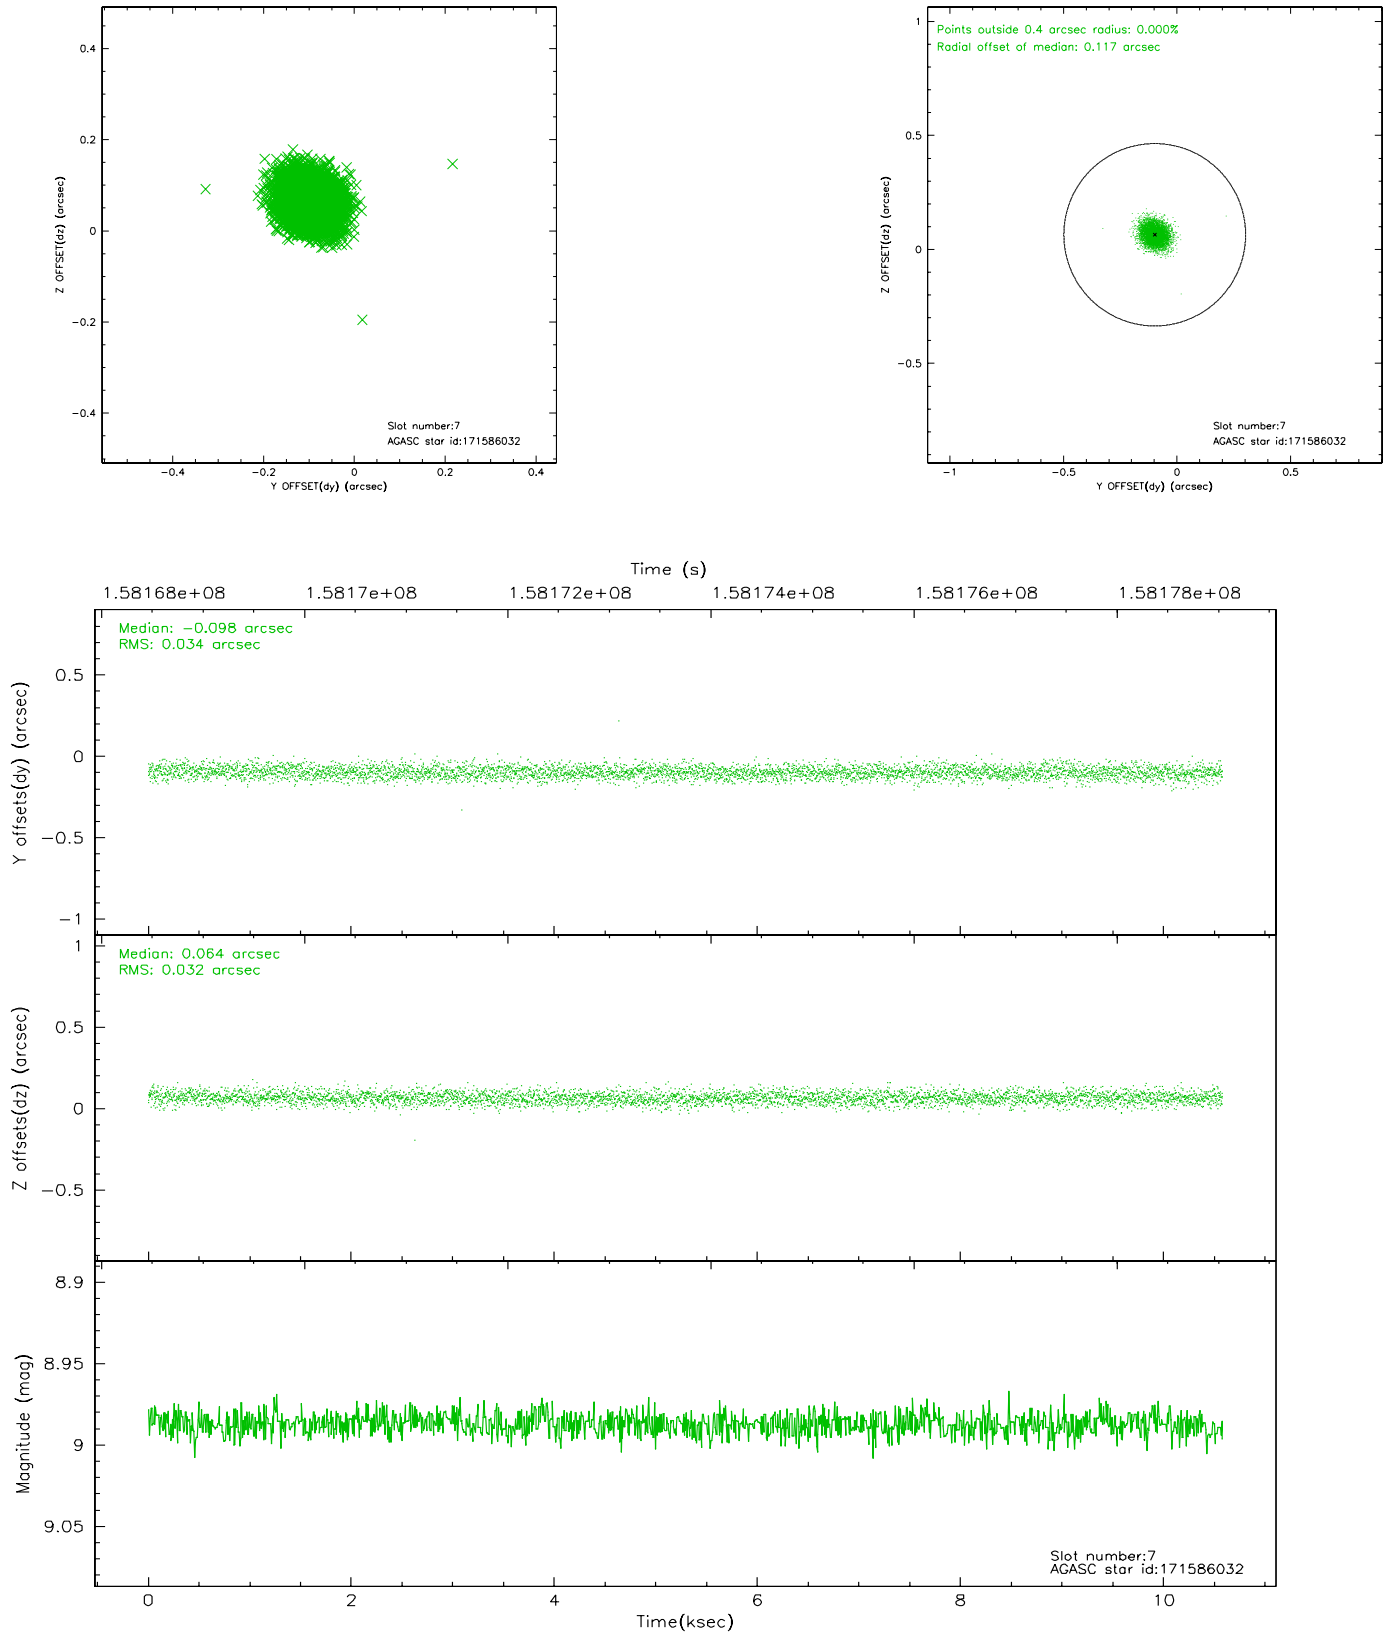 0.4
0.2
0
−0.2
−0.4
Z OFFSET(dz) (arcsec)
−0.4 −0.2 0 0.2 0.4
Y OFFSET(dy) (arcsec)
Slot number:7
AGASC star id:171586032
Points outside 0.4 arcsec radius: 0.000%
Radial offset of median: 0.117 arcsec
1
0.5
0
−0.5
Z OFFSET(dz) (arcsec)
−1 −0.5 0 0.5
Y OFFSET(dy) (arcsec)
Slot number:7
AGASC star id:171586032
Time (s)
1.58168e+08 1.5817e+08 1.58172e+08 1.58174e+08 1.58176e+08 1.58178e+08
Median: −0.098 arcsec
RMS: 0.034 arcsec
0.5
0
−0.5
−1
Y offsets(dy) (arcsec)
Median: 0.064 arcsec
RMS: 0.032 arcsec
1
0.5
0
−0.5
Z offsets(dz) (arcsec)
8.9
8.95
9
9.05
Magnitude (mag)
Slot number:7
AGASC star id:171586032
0 2 4 6 8 10
Time(ksec)